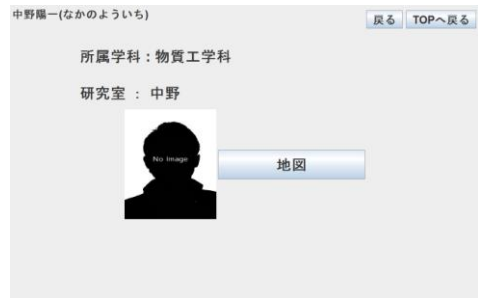 中野陽一(なかのよういち)
戻る TOPへ戻る
所属学科：物質工学科
研究室 ： 中野
No Image
地図